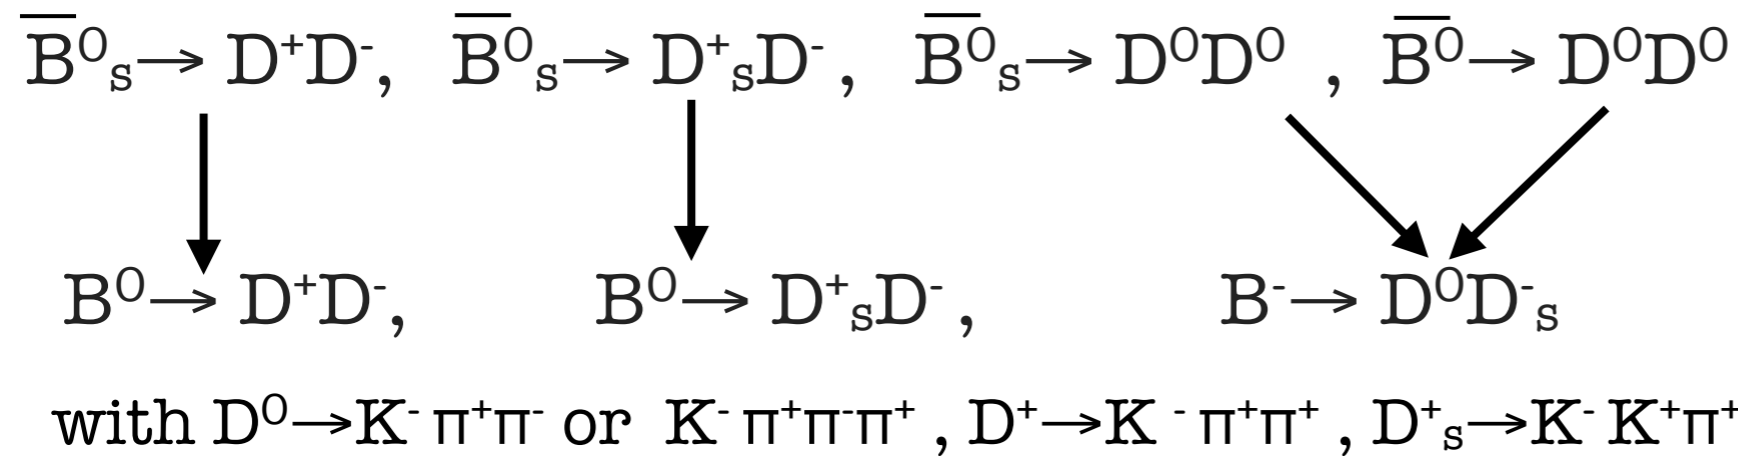 B̅⁰ₛ→ D⁺D⁻, B̅⁰ₛ→ D⁺ₛD⁻, B̅⁰ₛ→ D⁰D⁰ , B̅⁰→ D⁰D⁰
B⁰→ D⁺D⁻, B⁰→ D⁺ₛD⁻, B⁻→ D⁰D⁻ₛ
with D⁰→K⁻ π⁺π⁻ or K⁻ π⁺π⁻π⁺ , D⁺→K ⁻ π⁺π⁺ , D⁺ₛ→K⁻ K⁺π⁺